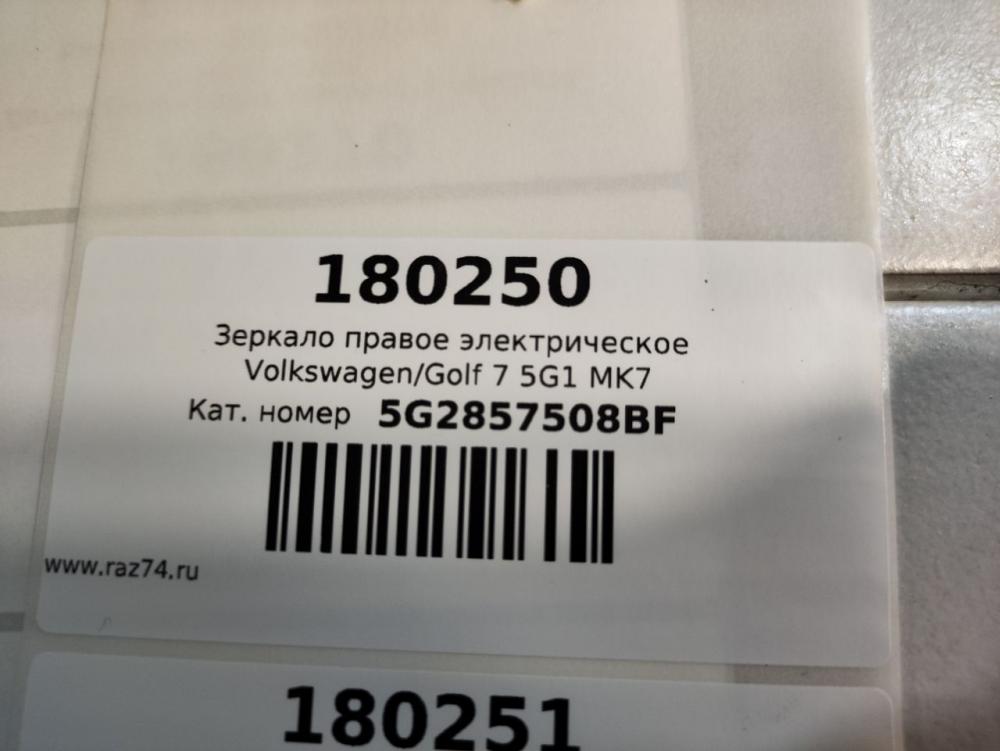 180250
Зеркало правое электрическое
Volkswagen/Golf 7 5G1 MK7
Кат. номер 5G2857508BF
www.raz74.ru
180251